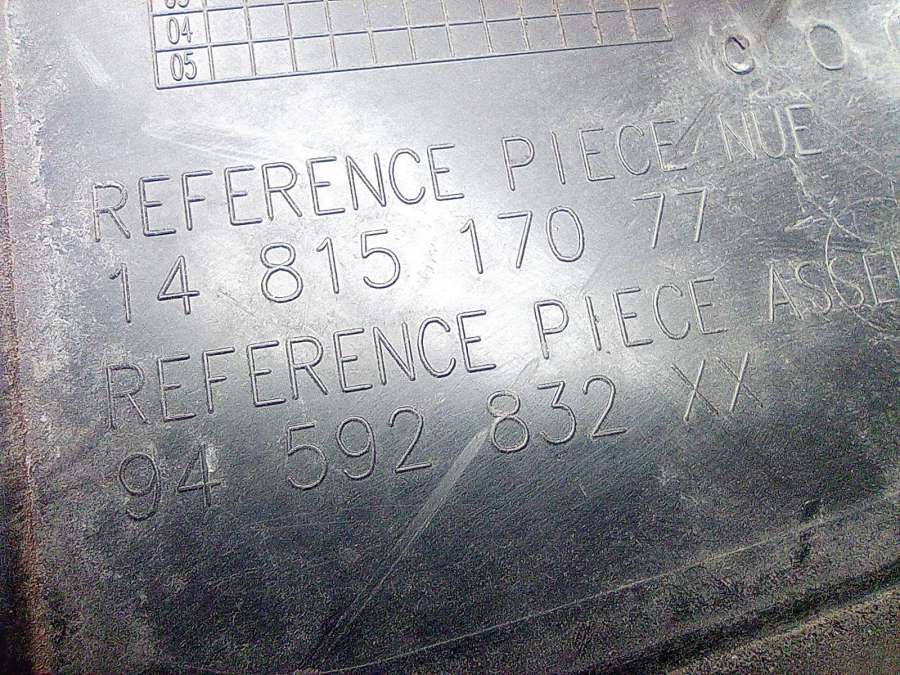 04
05
REFERENCE PIECE NUE
14 815 170 77
REFERENCE PIECE
94 592 832 XX